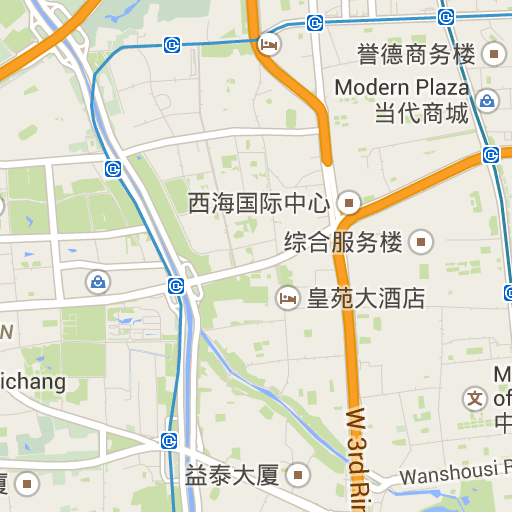 誉德商务楼
Modern Plaza
当代商城
西海国际中心
综合服务楼
皇苑大酒店
N
ichang
M
of
中
W 3rd Rin
益泰大厦
Wanshousi R
厦